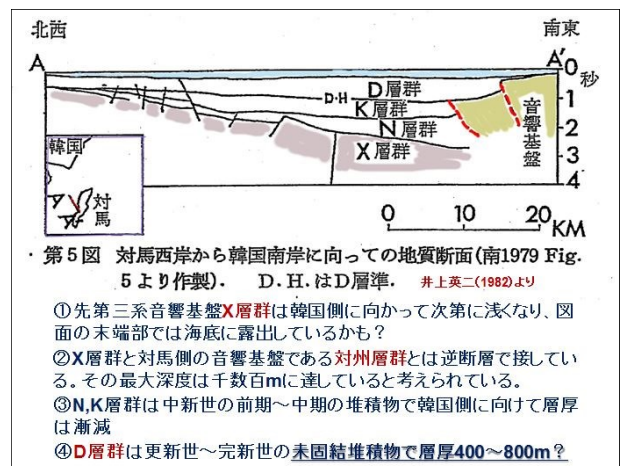 北西
南東
A
A′
0
秒
D層群
D・H
K層群
1
N層群
2
X層群
3
4
音響基盤
韓国
対馬
0 10 20 KM
・第5図 対馬西岸から韓国南岸に向っての地質断面(南1979 Fig.
5より作製). D.H.はD層準. 井上英二(1982)より
①先第三系音響基盤X層群は韓国側に向かって次第に浅くなり、図
面の末端部では海底に露出しているかも?
②X層群と対馬側の音響基盤である対州層群とは逆断層で接してい
る。その最大深度は千数百mに達していると考えられている。
③N,K層群は中新世の前期～中期の堆積物で韓国側に向けて層厚
は漸減
④D層群は更新世～完新世の未固結堆積物で層厚400～800m?